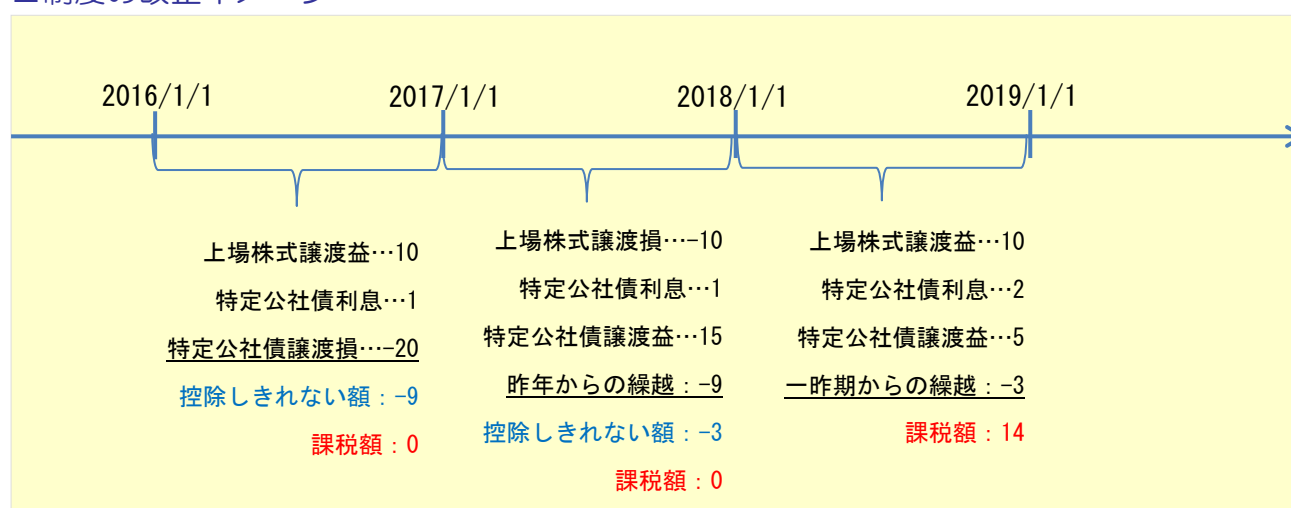 2016/1/1
2017/1/1
2018/1/1
2019/1/1
上場株式譲渡益…10
特定公社債利息…1
特定公社債譲渡損…-20
控除しきれない額：-9
課税額：0
上場株式譲渡損…-10
特定公社債利息…1
特定公社債譲渡益…15
昨年からの繰越：-9
控除しきれない額：-3
課税額：0
上場株式譲渡益…10
特定公社債利息…2
特定公社債譲渡益…5
一昨期からの繰越：-3
課税額：14